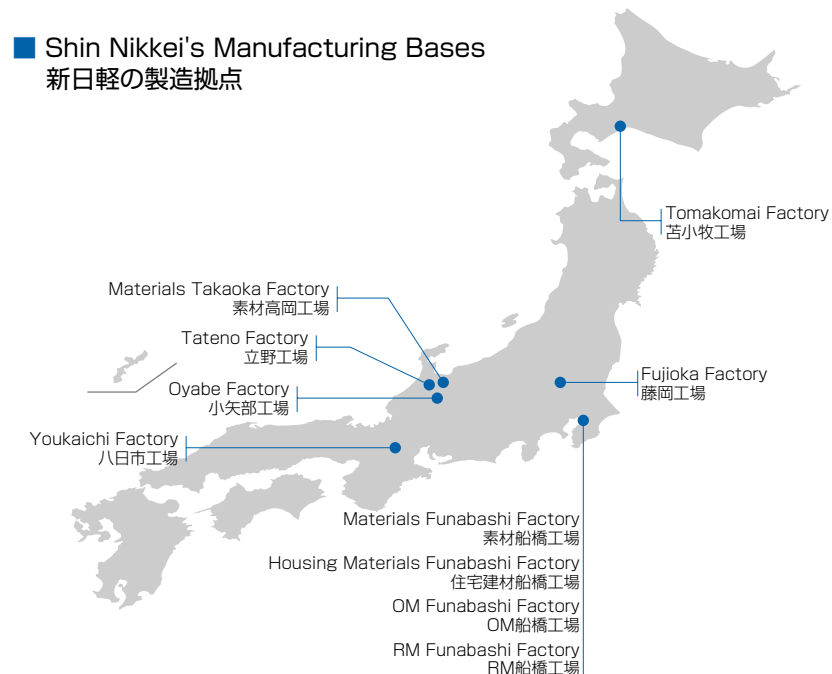 Shin Nikkei's Manufacturing Bases
新日軽の製造拠点
Tomakomai Factory
苫小牧工場
Materials Takaoka Factory
素材高岡工場
Tateno Factory
立野工場
Fujioka Factory
藤岡工場
Oyabe Factory
小矢部工場
Youkaichi Factory
八日市工場
Materials Funabashi Factory
素材船橋工場
Housing Materials Funabashi Factory
住宅建材船橋工場
OM Funabashi Factory
OM船橋工場
RM Funabashi Factory
RM船橋工場